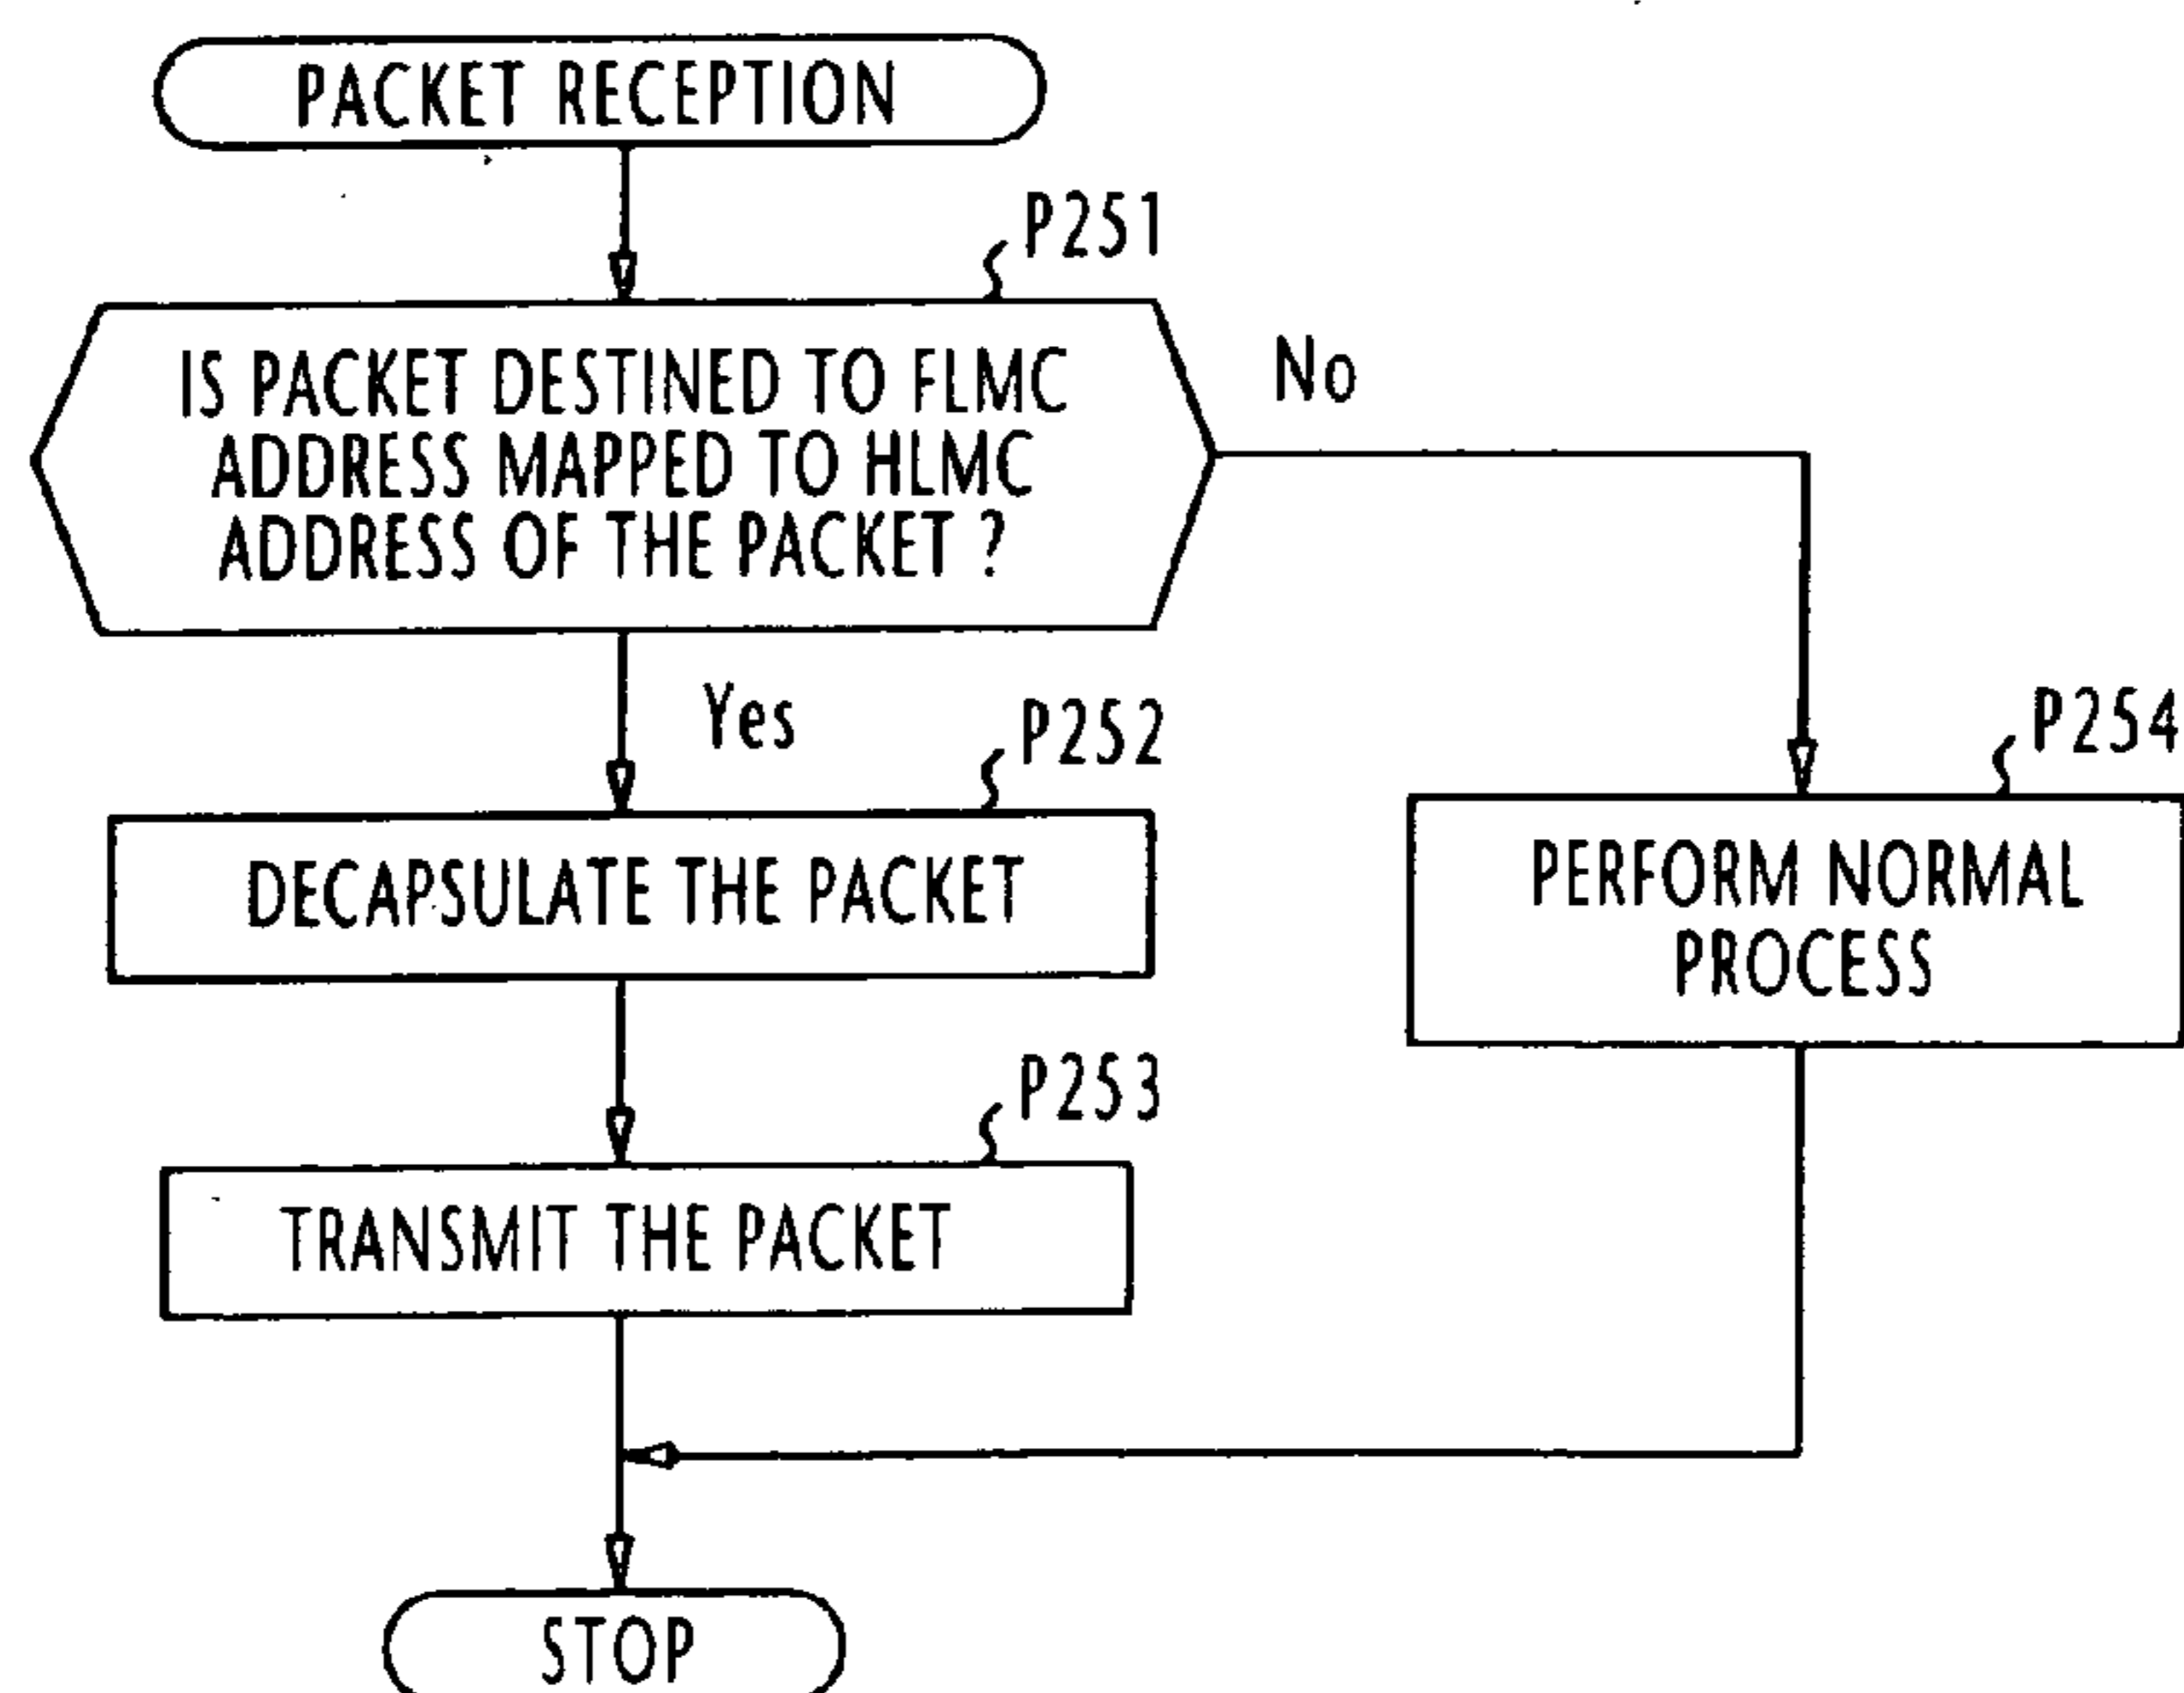 PACKET RECEPTION
P251
IS PACKET DESTINED TO FLMC
ADDRESS MAPPED TO HLMC
ADDRESS OF THE PACKET ?
No
Yes
P252
DECAPSULATE THE PACKET
P254
PERFORM NORMAL
PROCESS
P253
TRANSMIT THE PACKET
STOP